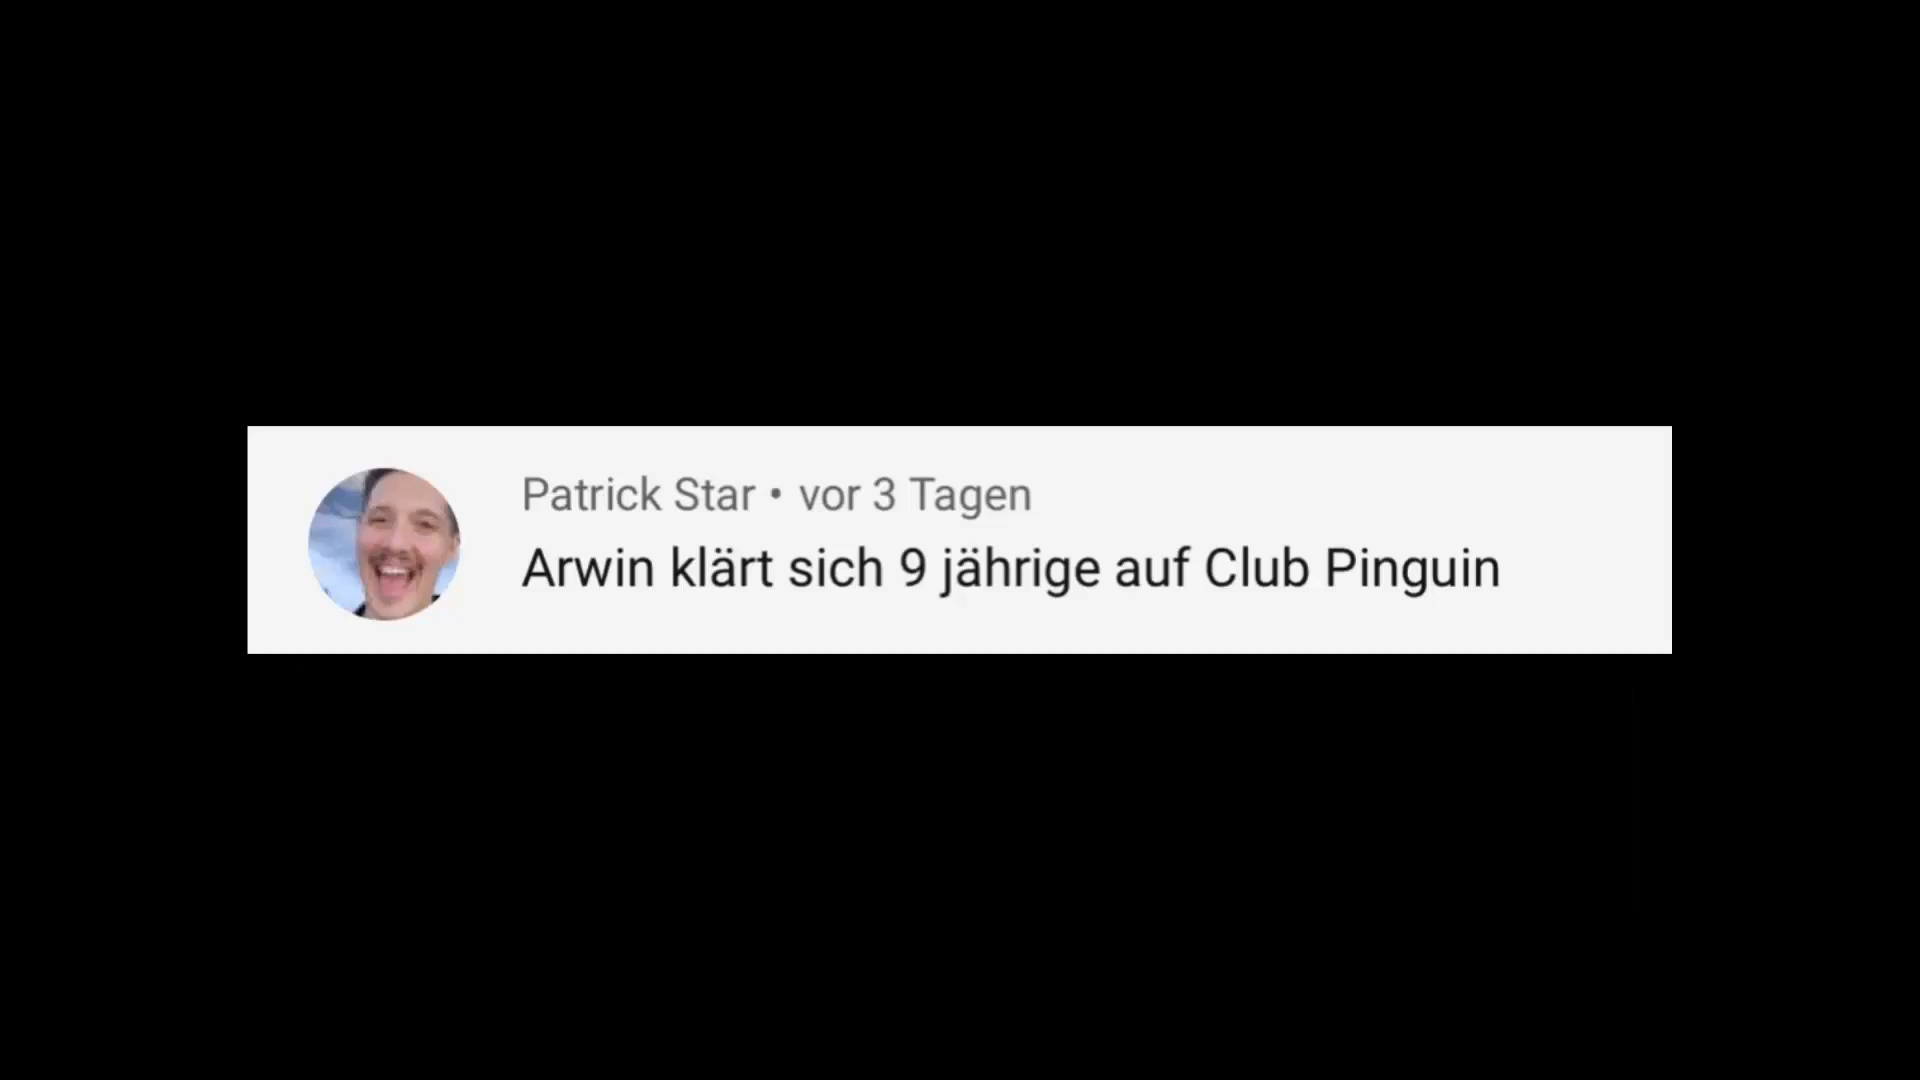 Patrick Star • vor 3 Tagen
Arwin klärt sich 9 jährige auf Club Pinguin